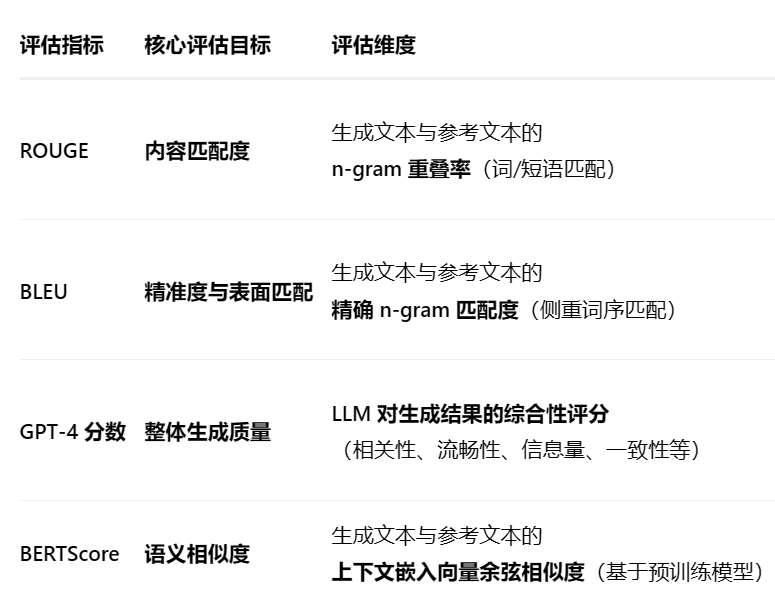 评估指标 核心评估目标 评估维度
生成文本与参考文本的
ROUGE 内容匹配度 n-gram 重叠率（词/短语匹配）
生成文本与参考文本的
BLEU 精准度与表面匹配 精确 n-gram 匹配度（侧重词序匹配）
LLM 对生成结果的综合性评分
GPT-4 分数 整体生成质量 （相关性、流畅性、信息量、一致性等）
生成文本与参考文本的
BERTScore 语义相似度 上下文嵌入向量余弦相似度（基于预训练模型）